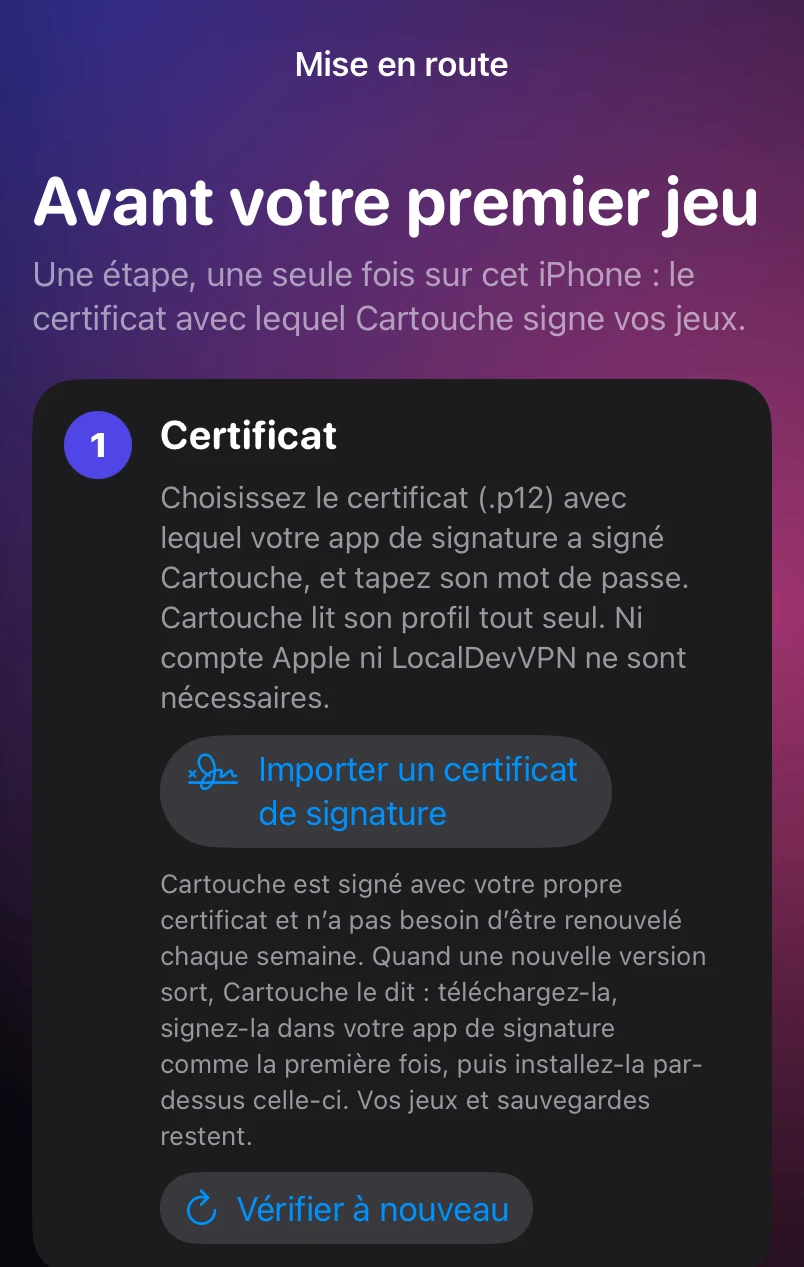 Mise en route
Avant votre premier jeu
Une étape, une seule fois sur cet iPhone : le
certificat avec lequel Cartouche signe vos jeux.
1
Certificat
Choisissez le certificat (.p12) avec
lequel votre app de signature a signé
Cartouche, et tapez son mot de passe.
Cartouche lit son profil tout seul. Ni
compte Apple ni LocalDevVPN ne sont
nécessaires.
Importer un certificat
de signature
Cartouche est signé avec votre propre
certificat et n’a pas besoin d’être renouvelé
chaque semaine. Quand une nouvelle version
sort, Cartouche le dit : téléchargez-la,
signez-la dans votre app de signature
comme la première fois, puis installez-la par-
dessus celle-ci. Vos jeux et sauvegardes
restent.
Vérifier à nouveau